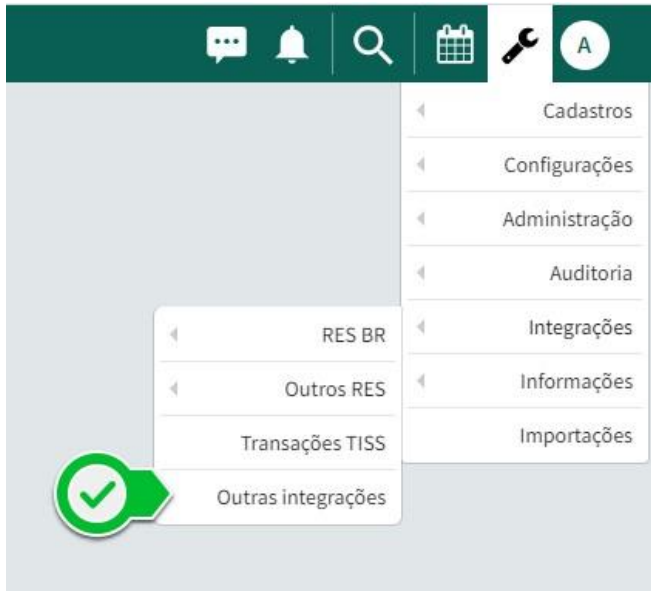 A
Cadastros
Configurações
Administração
Auditoria
Integrações
Informações
Importações
RES BR
Outros RES
Transações TISS
Outras integrações